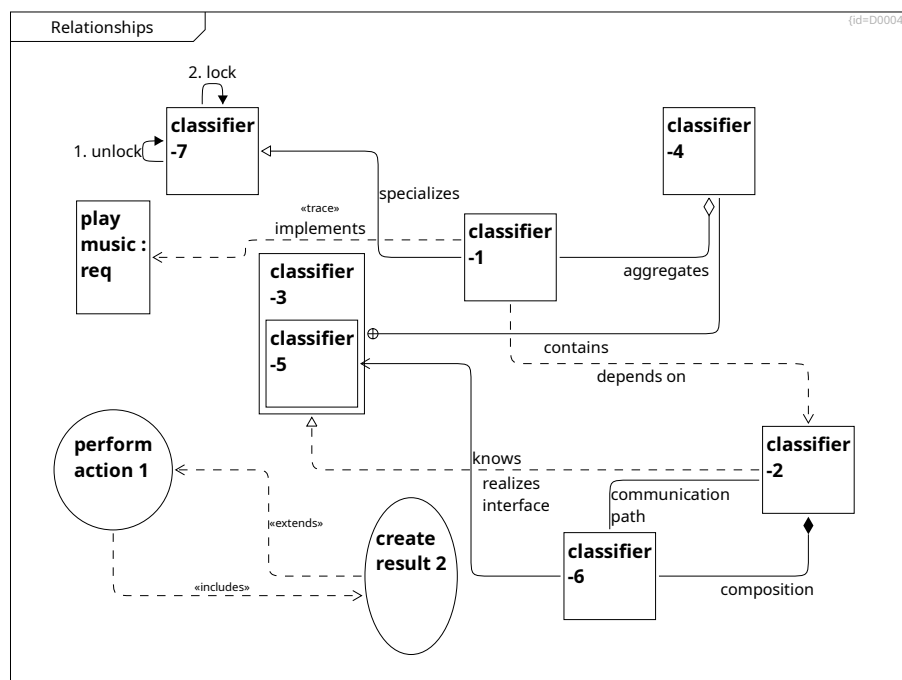 Relationships
{id=D0004
2. lock
classifier
-7
1. unlock
classifier
-4
specializes
«trace»
implements
play
music :
req
classifier
-1
aggregates
classifier
-3
classifier
-5
contains
depends on
perform
action 1
classifier
-2
knows
realizes
interface
communication
path
«extends»
create
result 2
classifier
-6
«includes»
composition